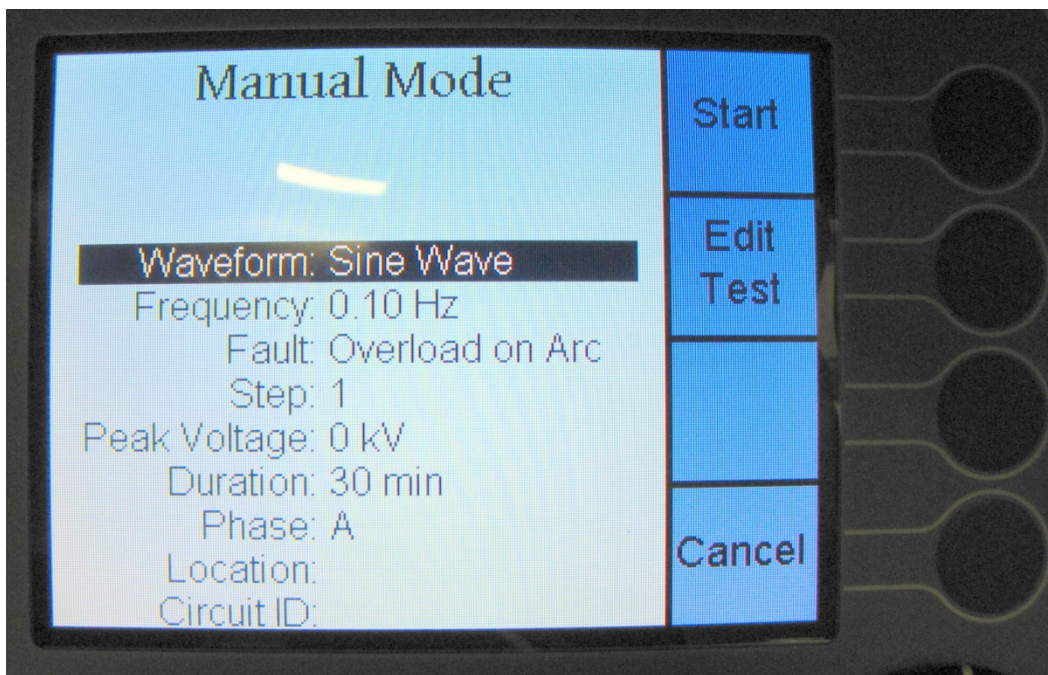 Manual Mode
Waveform: Sine Wave
Frequency: 0.10 Hz
Fault: Overload on Arc
Step: 1
Peak Voltage: 0 kV
Duration: 30 min
Phase: A
Location:
Circuit ID:
Start
Edit
Test
Cancel